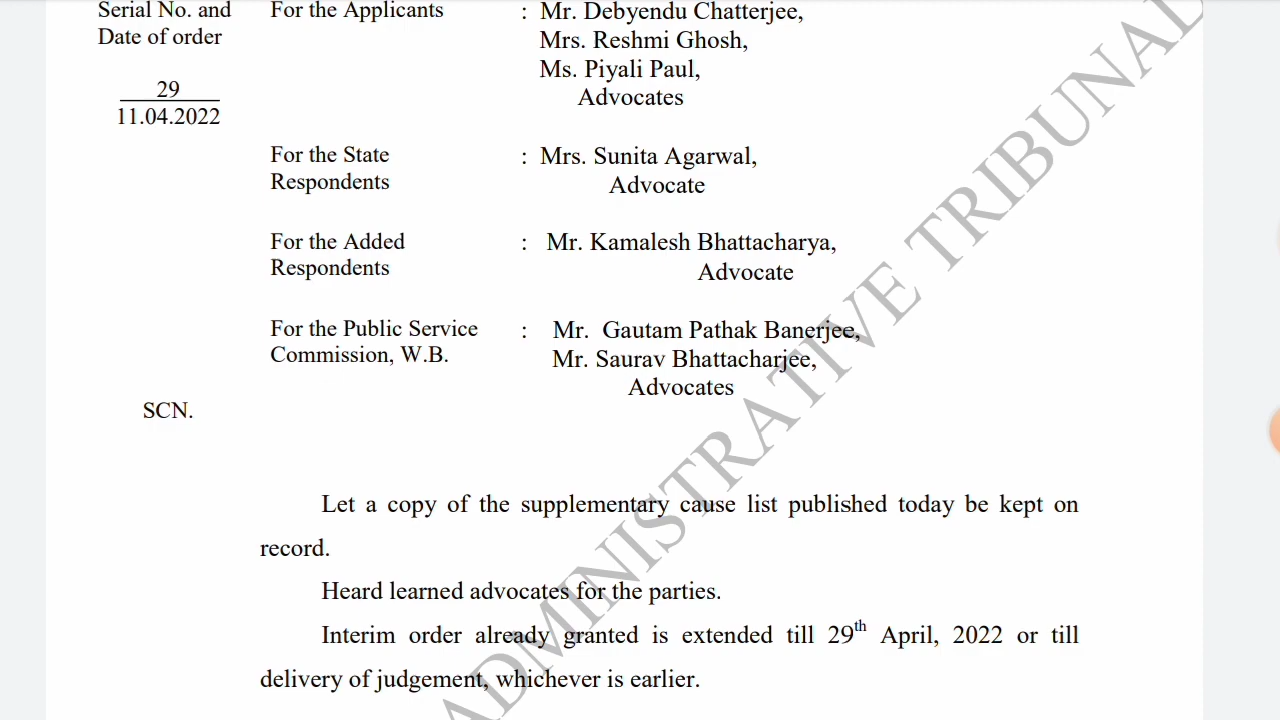 Serial No. and
Date of order
29
11.04.2022
For the Applicants : Mr. Debyendu Chatterjee,
Mrs. Reshmi Ghosh,
Ms. Piyali Paul,
Advocates
For the State
Respondents
: Mrs. Sunita Agarwal,
Advocate
For the Added
Respondents
: Mr. Kamalesh Bhattacharya,
Advocate
For the Public Service
Commission, W.B.
: Mr. Gautam Pathak Banerjee,
Mr. Saurav Bhattacharjee,
Advocates
SCN.
Let a copy of the supplementary cause list published today be kept on
record.
Heard learned advocates for the parties.
Interim order already granted is extended till 29th April, 2022 or till
delivery of judgement, whichever is earlier.
ADMINISTRATIVE TRIBUNAL